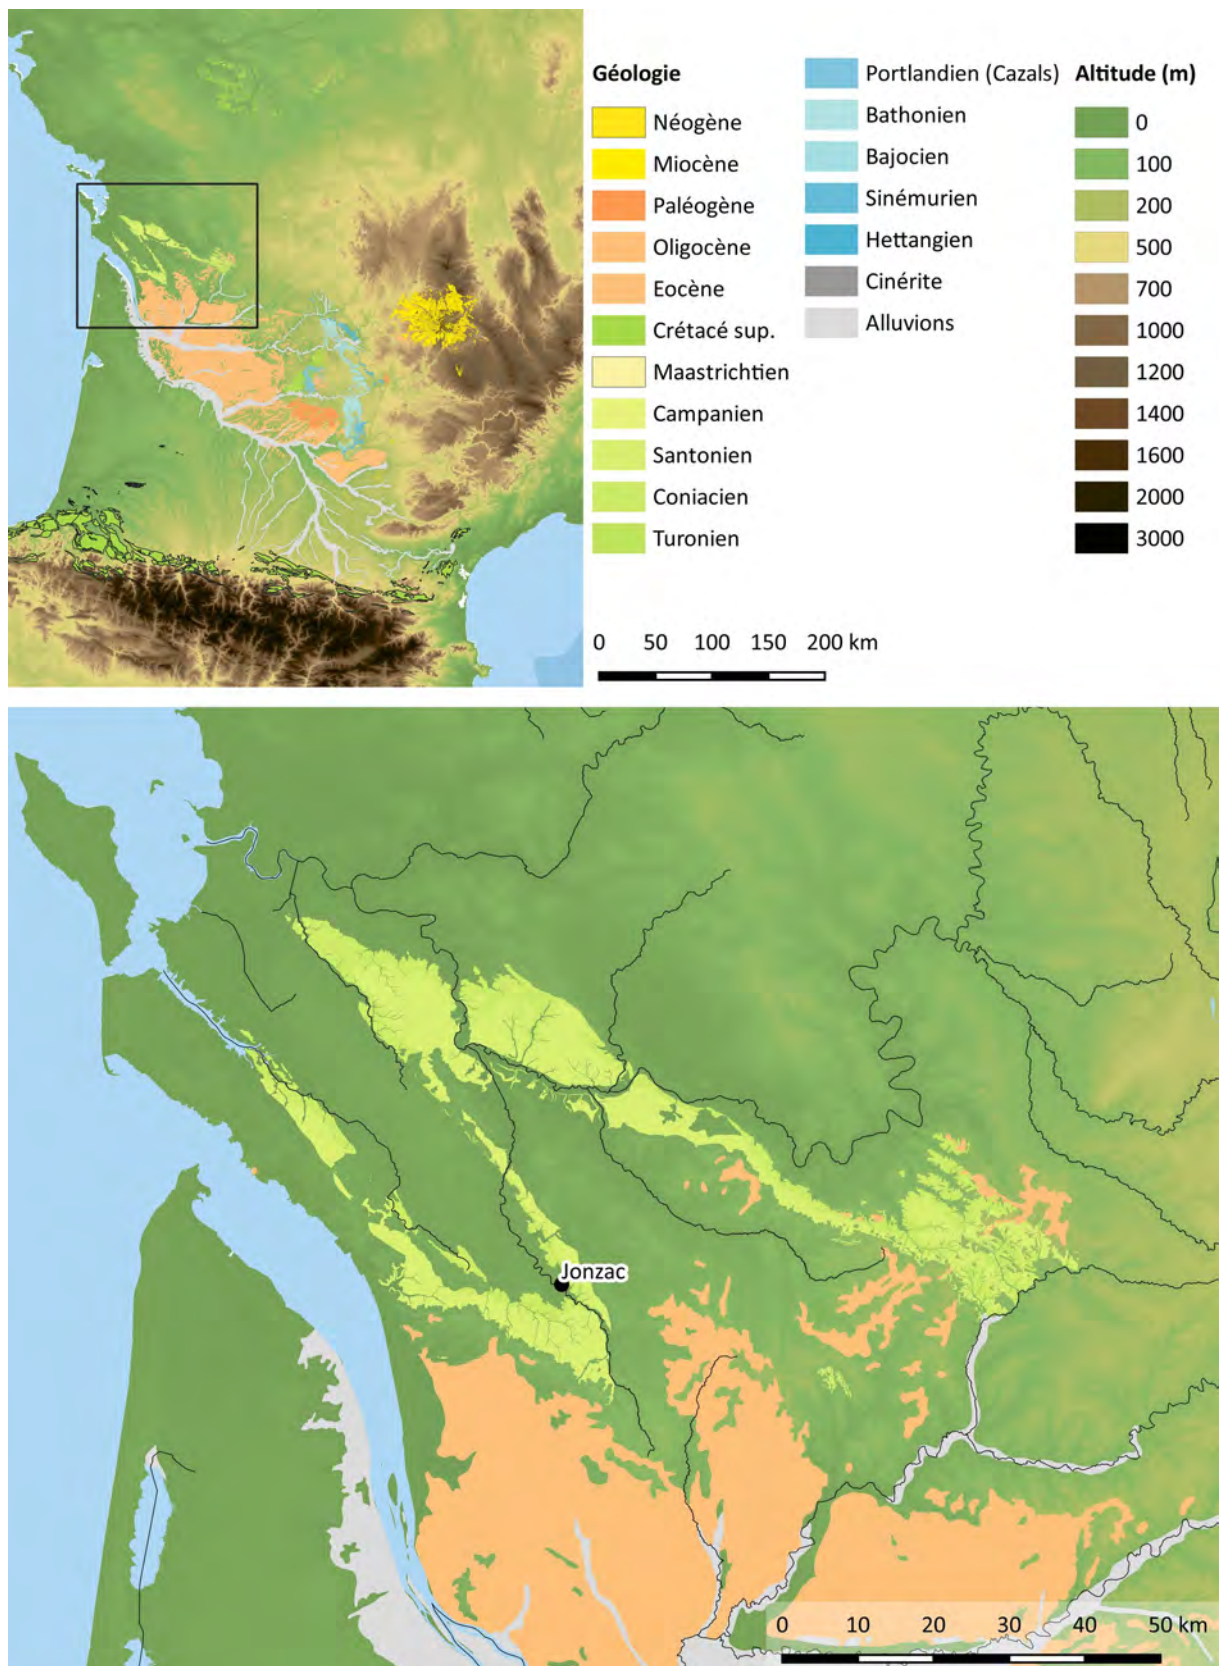 Géologie
Néogène
Miocène
Paléogène
Oligocène
Eocène
Crétacé sup.
Maastrichtien
Campanien
Santonien
Coniacien
Turonien
Portlandien (Cazals)
Bathonien
Bajocien
Sinémurien
Hettangien
Cinérite
Alluvions
Altitude (m)
0
100
200
500
700
1000
1200
1400
1600
2000
3000
0 50 100 150 200 km
Jonzac
0 10 20 30 40 50 km